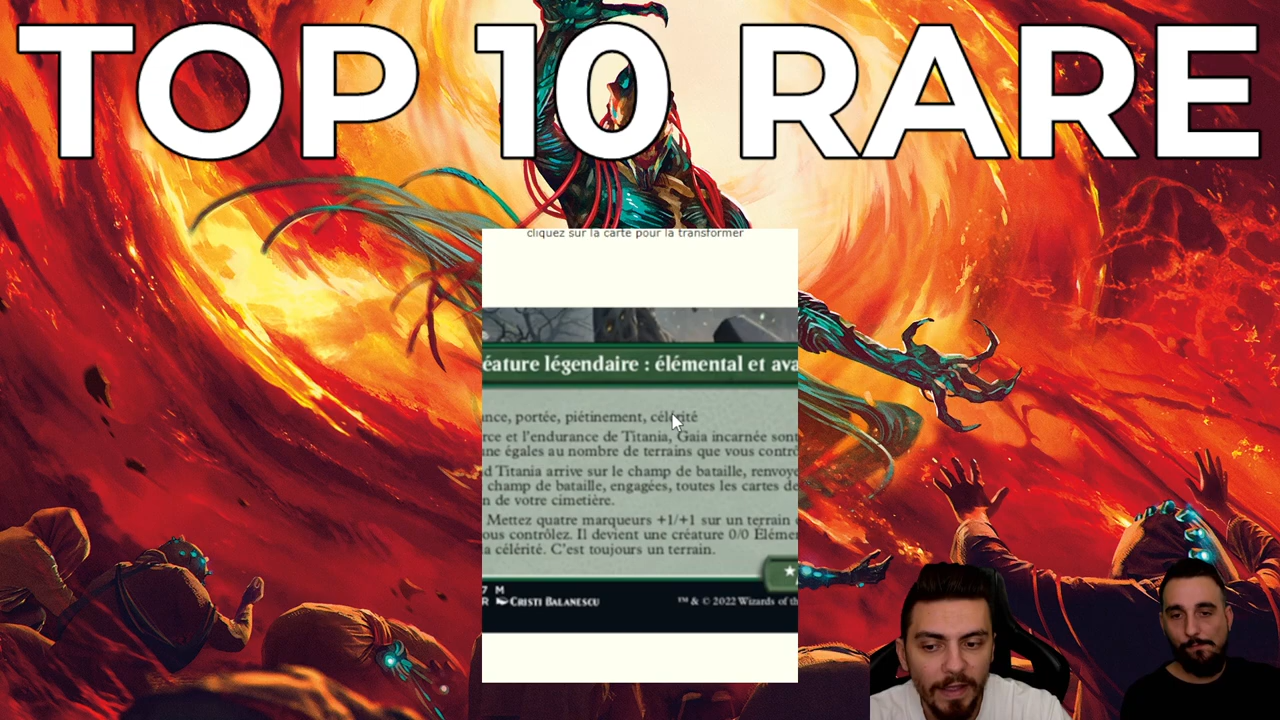 TOP 10 RARE
cliquez sur la carte pour la transformer
éature légendaire : élémental et ava
ance, portée, piétinement, célérité
rce et l'endurance de Titania, Gaia incarnée sont
une égales au nombre de terrains que vous contrô
d Titania arrive sur le champ de bataille, renvoye
champ de bataille, engagées, toutes les cartes de
n de votre cimetière.
Mettez quatre marqueurs +1/+1 sur un terrain
ous contrôlez. Il devient une créature 0/0 Élémen
la célérité. C'est toujours un terrain.
7 M
R CRISTI BALANESCU ™ & © 2022 Wizards of th